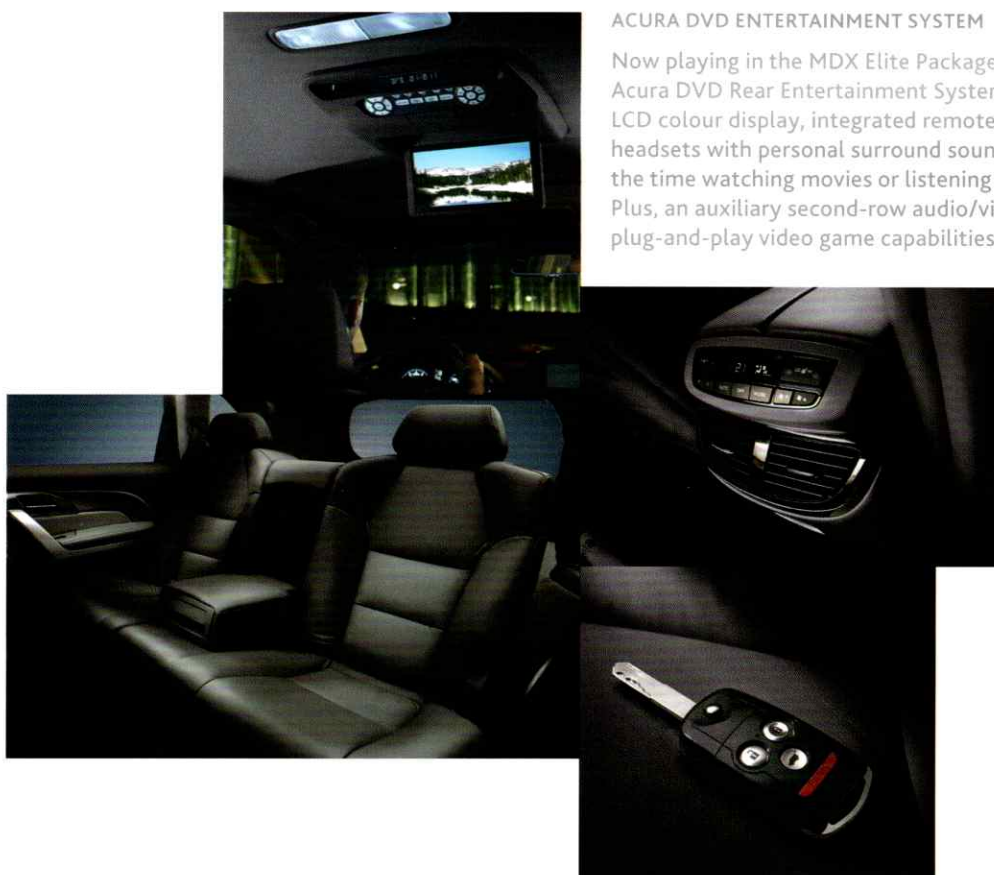 ACURA DVD ENTERTAINMENT SYSTEM
Now playing in the MDX Elite Package
Acura DVD Rear Entertainment System
LCD colour display, integrated remote
headsets with personal surround soun
the time watching movies or listening
Plus, an auxiliary second-row audio/vi
plug-and-play video game capabilities